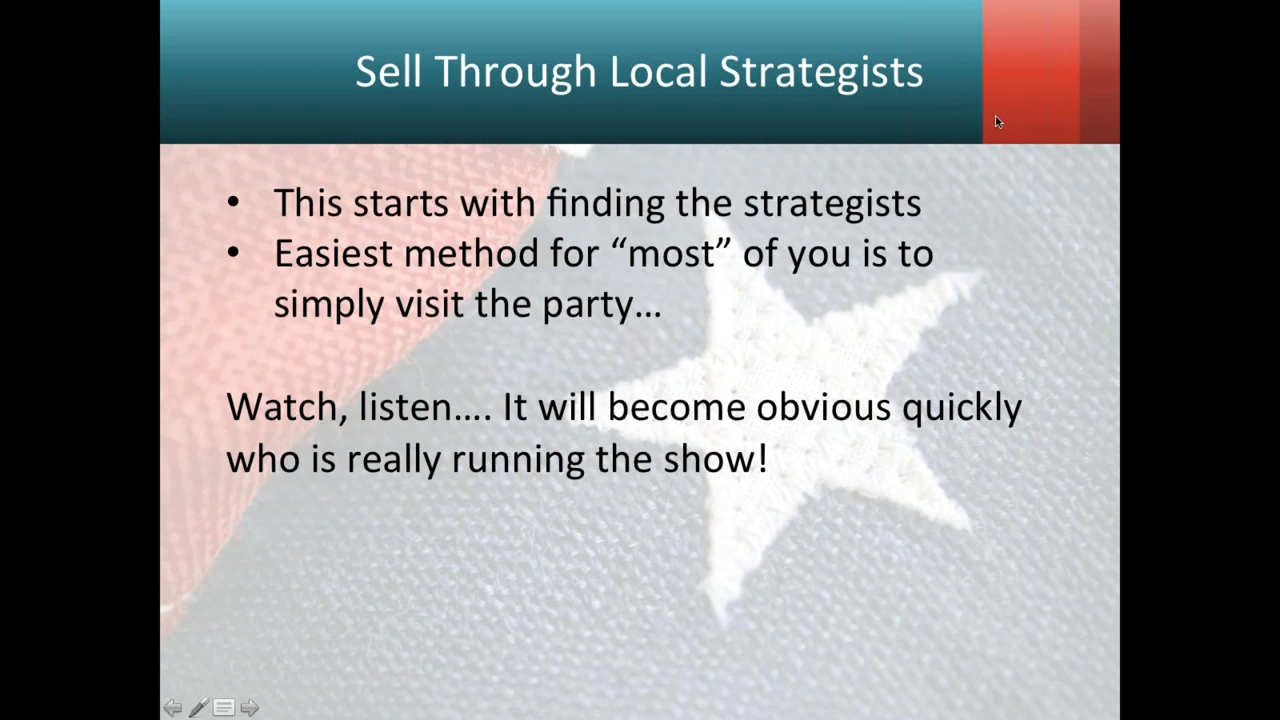 Sell Through Local Strategists
• This starts with finding the strategists
• Easiest method for “most” of you is to
simply visit the party…
Watch, listen…. It will become obvious quickly
who is really running the show!